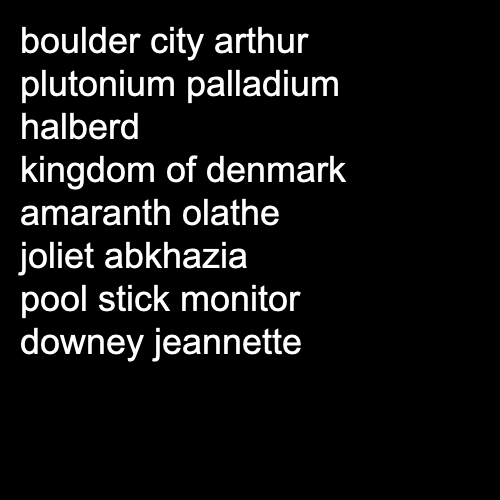 boulder city arthur
plutonium palladium
halberd
kingdom of denmark
amaranth olathe
joliet abkhazia
pool stick monitor
downey jeannette